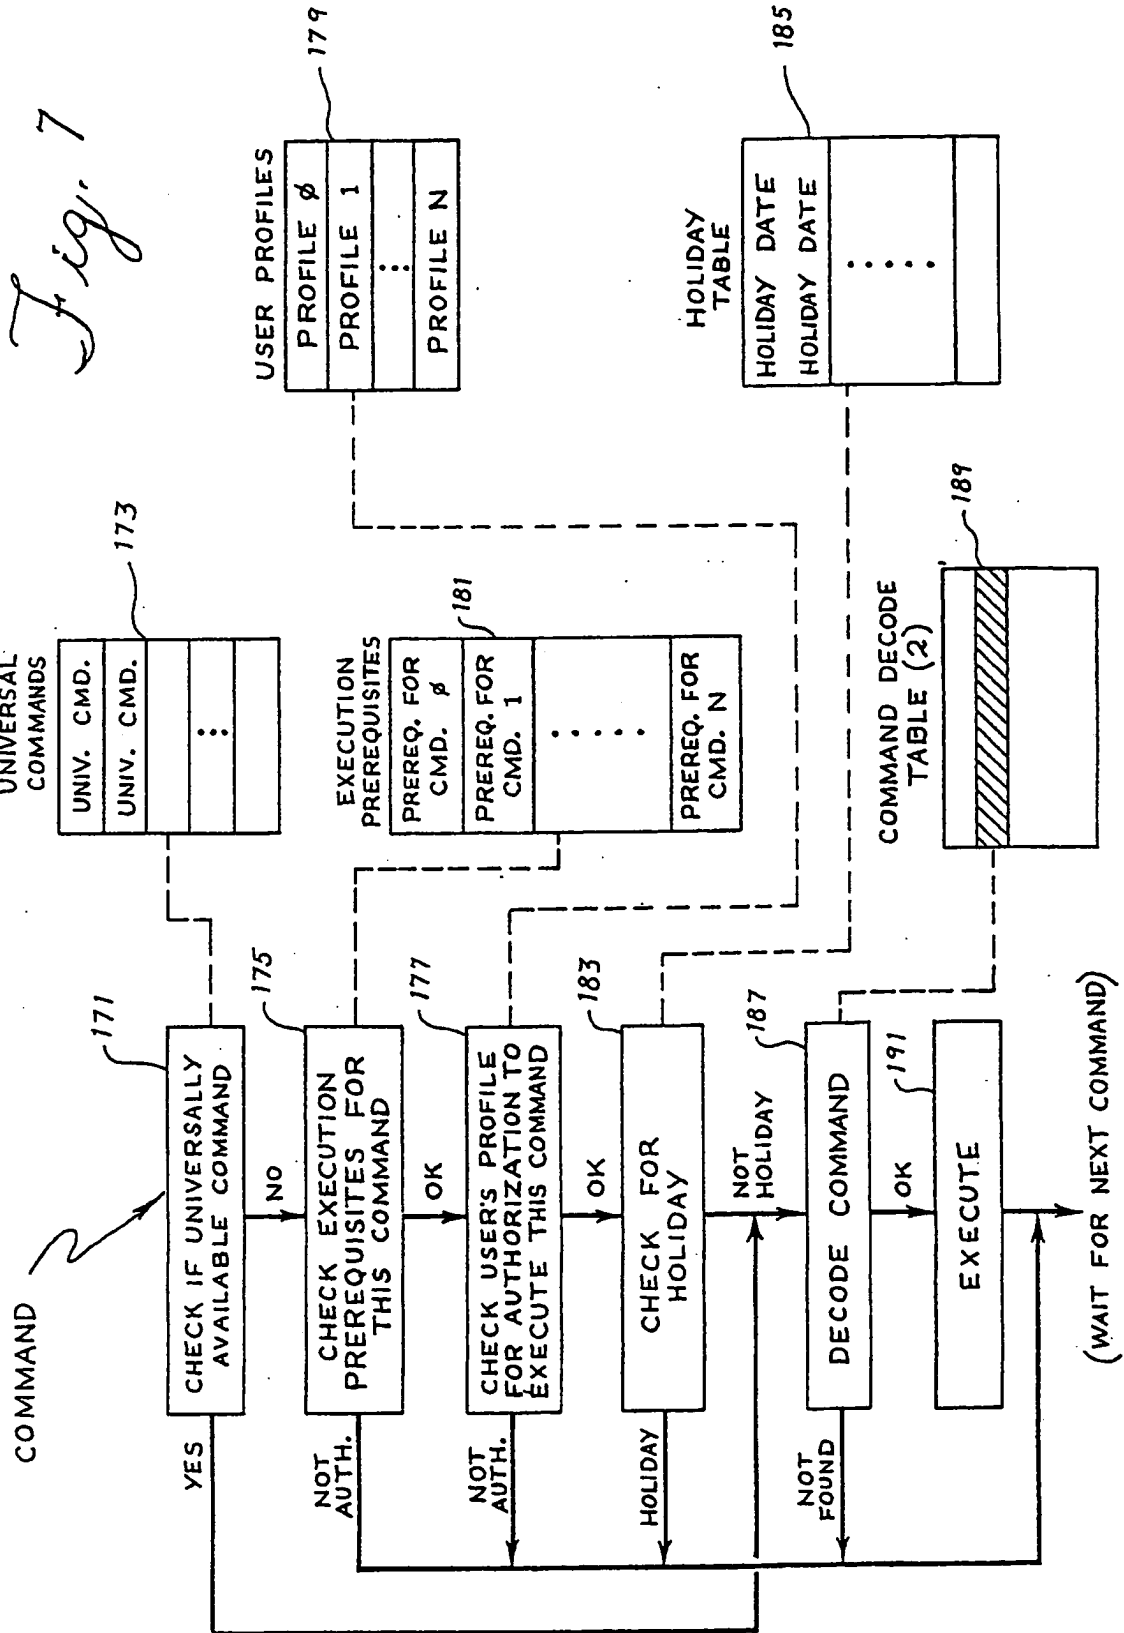 Fig. 7
COMMAND
171
CHECK IF UNIVERSALLY
AVAILABLE COMMAND
YES
NO
UNIVERSAL
COMMANDS
UNIV. CMD.
UNIV. CMD.
⋮
173
175
CHECK EXECUTION
PREREQUISITES FOR
THIS COMMAND
NOT
AUTH.
OK
EXECUTION
PREREQUISITES
PREREQ. FOR
CMD. ∅
PREREQ. FOR
CMD. 1
.....
PREREQ. FOR
CMD. N
181
177
CHECK USER'S PROFILE
FOR AUTHORIZATION TO
EXECUTE THIS COMMAND
NOT
AUTH.
OK
USER PROFILES
PROFILE ∅
PROFILE 1
⋮
PROFILE N
179
183
CHECK FOR
HOLIDAY
HOLIDAY
NOT
HOLIDAY
HOLIDAY
TABLE
HOLIDAY DATE
HOLIDAY DATE
.....
185
187
DECODE COMMAND
NOT
FOUND
OK
COMMAND DECODE
TABLE (2)
189
191
EXECUTE
(WAIT FOR NEXT COMMAND)